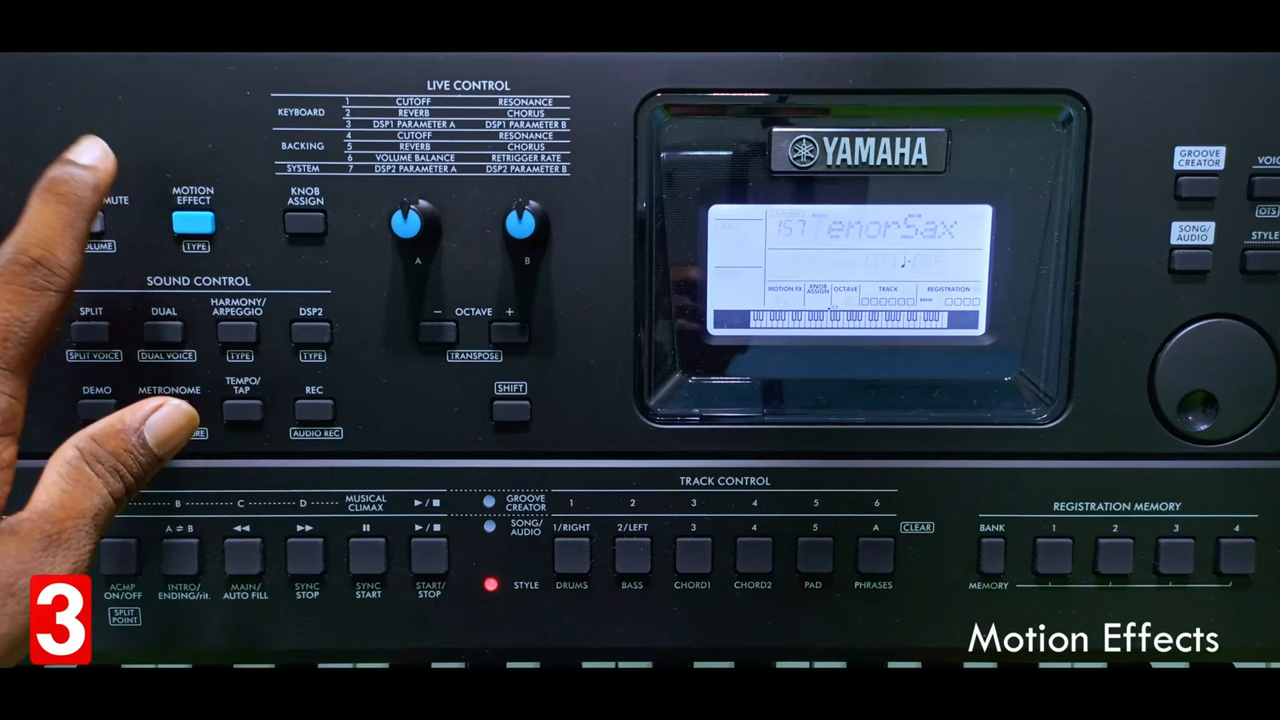 LIVE CONTROL
KEYBOARD
1 CUTOFF RESONANCE
2 REVERB CHORUS
3 DSP1 PARAMETER A DSP1 PARAMETER B
BACKING
4 CUTOFF RESONANCE
5 REVERB CHORUS
6 VOLUME BALANCE RETRIGGER RATE
SYSTEM 7 DSP2 PARAMETER A DSP2 PARAMETER B
YAMAHA
GROOVE
CREATOR
MUTE
MOTION
EFFECT
TYPE
KNOB
ASSIGN
A
B
157 TenorSax
MOTION FX
KNOB
ASSIGN
OCTAVE
TRACK
REGISTRATION
BANK
OTS
SONG/
AUDIO
STYLE
SOUND CONTROL
SPLIT
DUAL
HARMONY/
ARPEGGIO
DSP2
SPLIT VOICE
DUAL VOICE
TYPE
TYPE
− OCTAVE +
TRANSPOSE
DEMO
METRONOME
TEMPO/
TAP
REC
AUDIO REC
SHIFT
B C D
MUSICAL
CLIMAX
GROOVE
CREATOR
SONG/
AUDIO
STYLE
A ⇌ B
TRACK CONTROL
1 2 3 4 5 6
1/RIGHT 2/LEFT 3 4 5 A CLEAR
DRUMS BASS CHORD1 CHORD2 PAD PHRASES
REGISTRATION MEMORY
BANK 1 2 3 4
MEMORY
ACMP
ON/OFF
SPLIT
POINT
INTRO/
ENDING/rit.
MAIN/
AUTO FILL
SYNC
STOP
SYNC
START
START/
STOP
3
Motion Effects